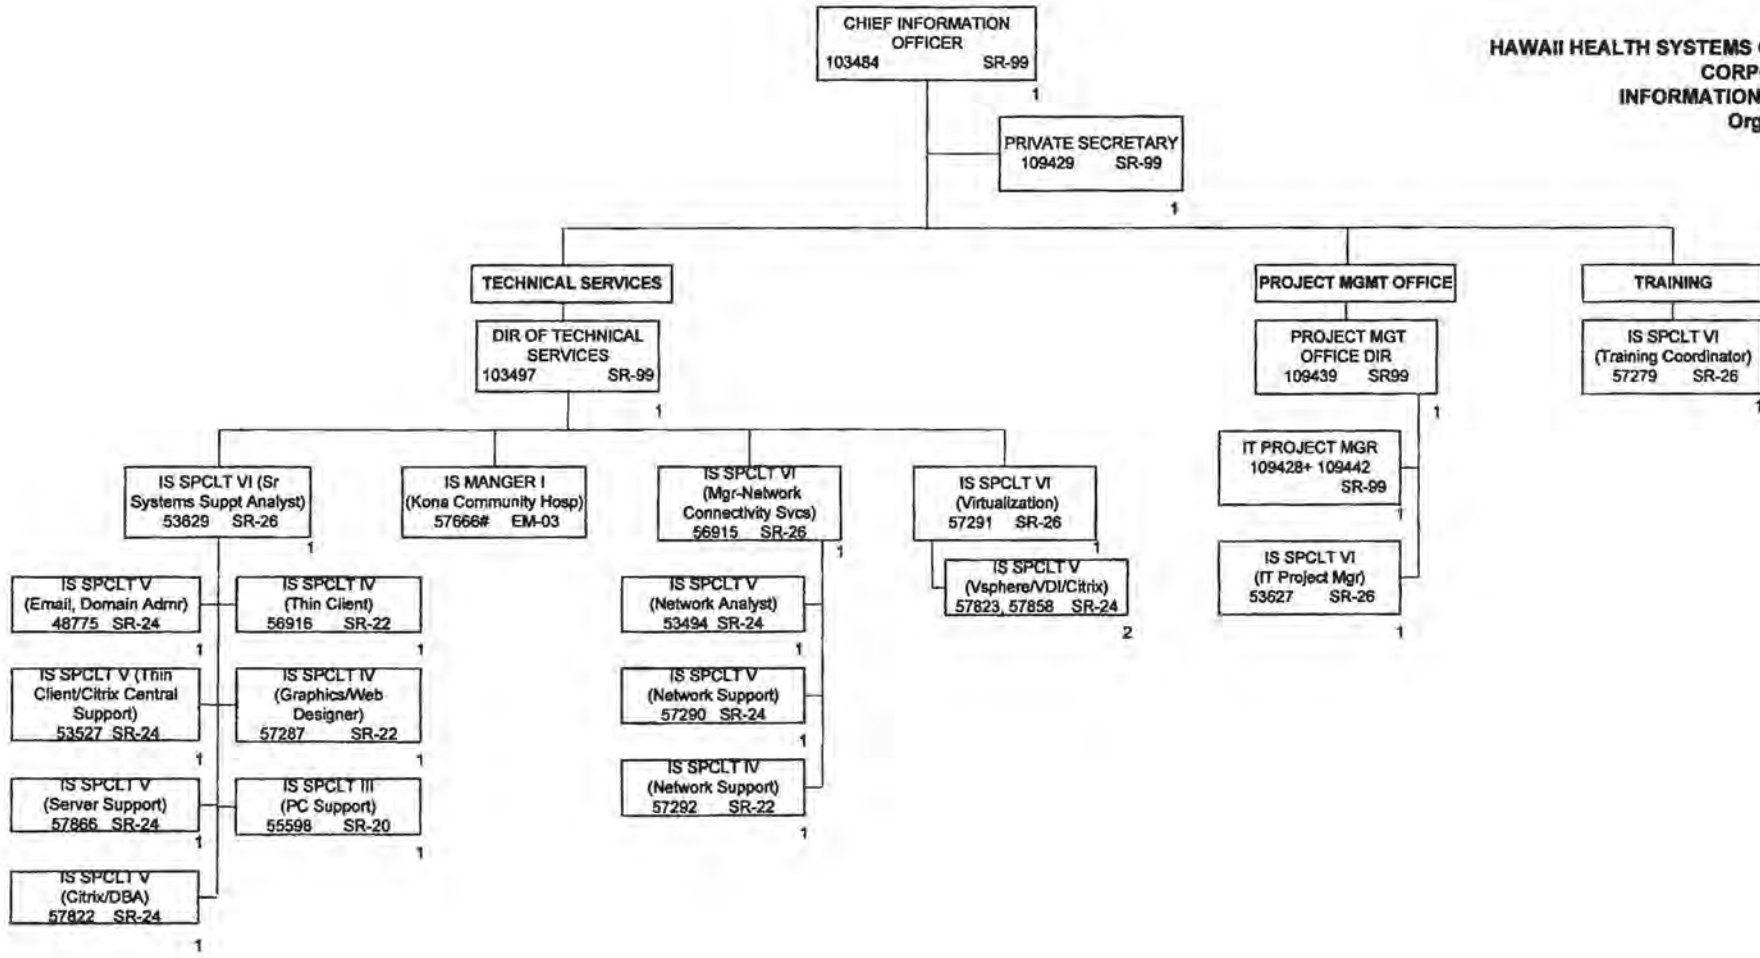 CHIEF INFORMATION
OFFICER
103484 SR-99
1
HAWAII HEALTH SYSTEMS
INFORMATION
PRIVATE SECRETARY
109429 SR-99
1
TECHNICAL SERVICES
PROJECT MGMT OFFICE
TRAINING
DIR OF TECHNICAL
SERVICES
103497 SR-99
1
PROJECT MGT
OFFICE DIR
109439 SR99
1
IS SPCLT VI
(Training Coordinator)
57279 SR-26
1
IS SPCLT VI (Sr
Systems Suppt Analyst)
53629 SR-26
1
IS MANGER I
(Kona Community Hosp)
57666# EM-03
IS SPCLT VI
(Mgr-Network
Connectivity Svcs)
56915 SR-26
1
IS SPCLT VI
(Virtualization)
57291 SR-26
1
IT PROJECT MGR
109428+ 109442
SR-99
1
IS SPCLT VI
(IT Project Mgr)
53627 SR-26
1
IS SPCLT V
(Email, Domain Admr)
48775 SR-24
1
IS SPCLT IV
(Thin Client)
56916 SR-22
1
IS SPCLT V
(Network Analyst)
53494 SR-24
1
IS SPCLT V
(Vsphere/VDI/Citrix)
57823, 57858 SR-24
2
IS SPCLT V (Thin
Client/Citrix Central
Support)
53527 SR-24
1
IS SPCLT IV
(Graphics/Web
Designer)
57287 SR-22
1
IS SPCLT V
(Network Support)
57290 SR-24
1
IS SPCLT V
(Server Support)
57866 SR-24
1
IS SPCLT III
(PC Support)
55598 SR-20
1
IS SPCLT IV
(Network Support)
57292 SR-22
1
IS SPCLT V
(Citrix/DBA)
57822 SR-24
1